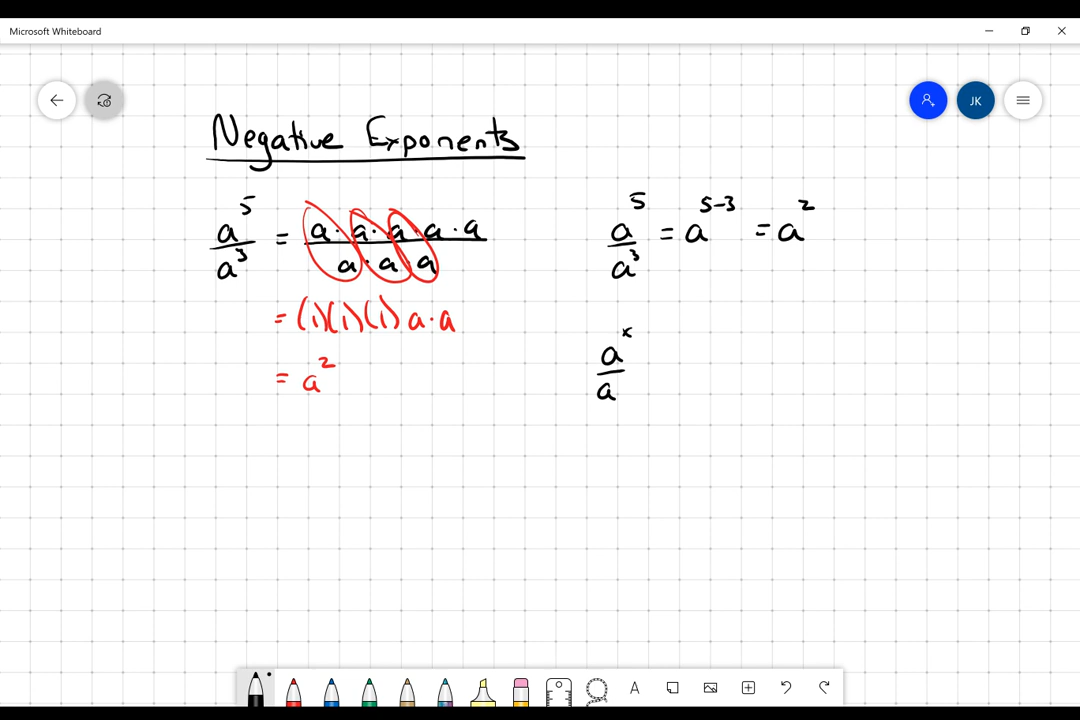 Microsoft Whiteboard
JK
Negative Exponents
a^5/a^3 = a·a·a·a·a/a·a·a
= (1)(1)(1) a·a
= a^2
a^5/a^3 = a^(5-3) = a^2
a^x/a
A